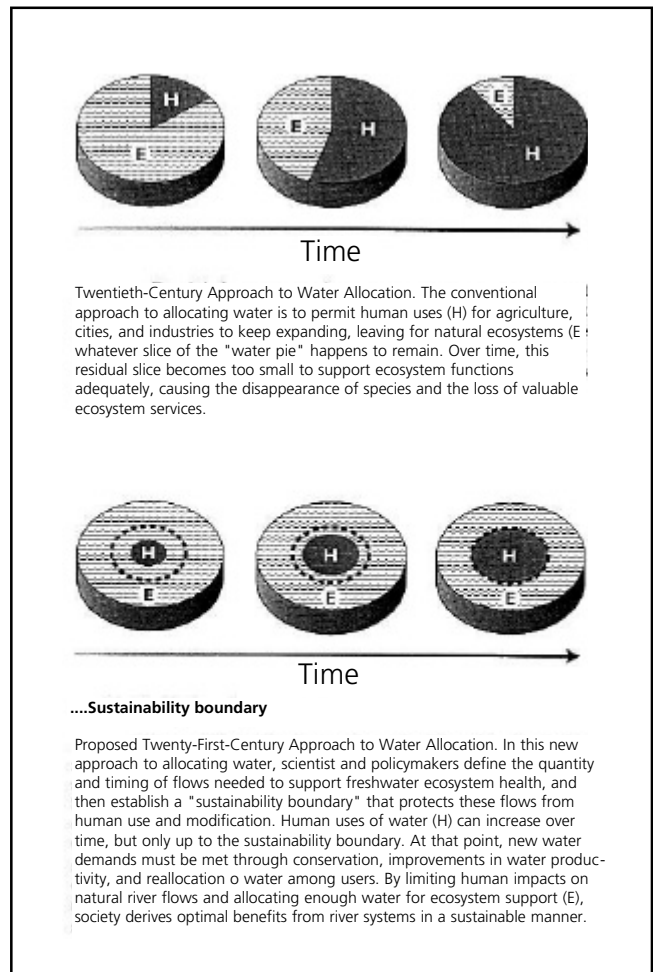 H
E
E
H
E
H
Time
Twentieth-Century Approach to Water Allocation. The conventional
approach to allocating water is to permit human uses (H) for agriculture,
cities, and industries to keep expanding, leaving for natural ecosystems (E
whatever slice of the "water pie" happens to remain. Over time, this
residual slice becomes too small to support ecosystem functions
adequately, causing the disappearance of species and the loss of valuable
ecosystem services.
H
E
H
E
H
E
Time
....Sustainability boundary
Proposed Twenty-First-Century Approach to Water Allocation. In this new
approach to allocating water, scientist and policymakers define the quantity
and timing of flows needed to support freshwater ecosystem health, and
then establish a "sustainability boundary" that protects these flows from
human use and modification. Human uses of water (H) can increase over
time, but only up to the sustainability boundary. At that point, new water
demands must be met through conservation, improvements in water produc-
tivity, and reallocation o water among users. By limiting human impacts on
natural river flows and allocating enough water for ecosystem support (E),
society derives optimal benefits from river systems in a sustainable manner.